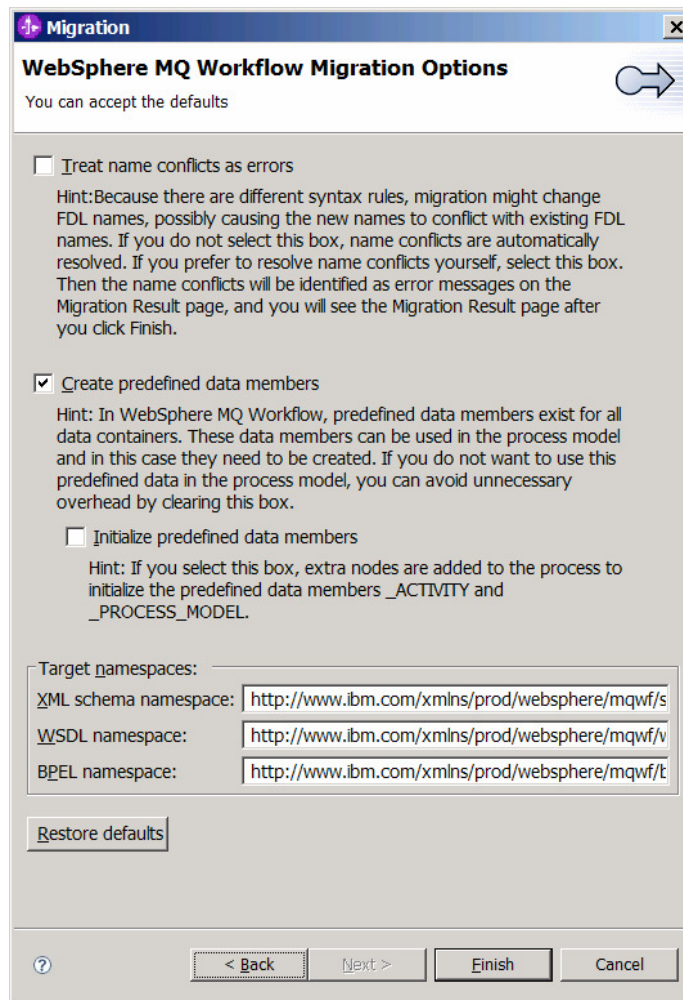 Migration
WebSphere MQ Workflow Migration Options
You can accept the defaults
Treat name conflicts as errors
Hint:Because there are different syntax rules, migration might change
FDL names, possibly causing the new names to conflict with existing FDL
names. If you do not select this box, name conflicts are automatically
resolved. If you prefer to resolve name conflicts yourself, select this box.
Then the name conflicts will be identified as error messages on the
Migration Result page, and you will see the Migration Result page after
you click Finish.
Create predefined data members
Hint: In WebSphere MQ Workflow, predefined data members exist for all
data containers. These data members can be used in the process model
and in this case they need to be created. If you do not want to use this
predefined data in the process model, you can avoid unnecessary
overhead by clearing this box.
Initialize predefined data members
Hint: If you select this box, extra nodes are added to the process to
initialize the predefined data members _ACTIVITY and
_PROCESS_MODEL.
Target namespaces:
XML schema namespace: http://www.ibm.com/xmlns/prod/websphere/mqwf/s
WSDL namespace: http://www.ibm.com/xmlns/prod/websphere/mqwf/w
BPEL namespace: http://www.ibm.com/xmlns/prod/websphere/mqwf/b
Restore defaults
? < Back Next > Finish Cancel